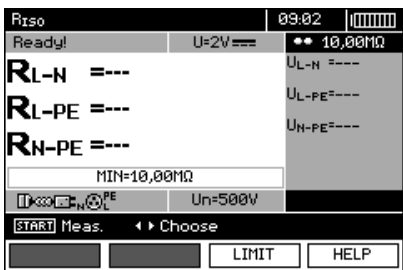 RISO 09:02
Ready! U=2V 10,00MΩ
RL-N =---
RL-PE =---
RN-PE =---
UL-N =---
UL-PE=---
UN-PE=---
MIN=10,00MΩ
N PE L Un=500V
START Meas. Choose
LIMIT HELP